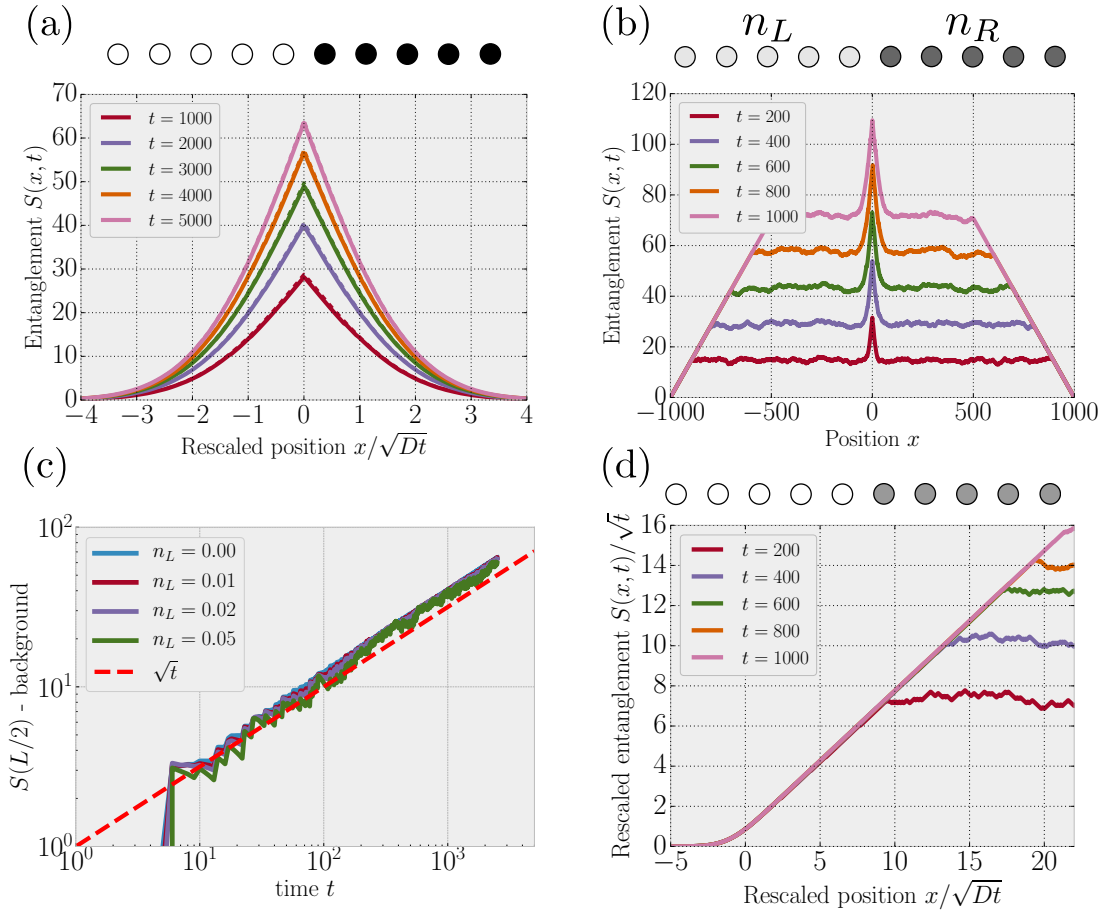 (a)
70
60
50
40
30
20
10
0
Entanglement S(x, t)
t = 1000
t = 2000
t = 3000
t = 4000
t = 5000
−4 −3 −2 −1 0 1 2 3 4
Rescaled position x/√Dt
(b)
n_L n_R
120
100
80
60
40
20
0
Entanglement S(x, t)
t = 200
t = 400
t = 600
t = 800
t = 1000
−1000 −500 0 500 1000
Position x
(c)
10²
10¹
10⁰
S(L/2) - background
n_L = 0.00
n_L = 0.01
n_L = 0.02
n_L = 0.05
√t
10⁰ 10¹ 10² 10³
time t
(d)
16
14
12
10
8
6
4
2
0
Rescaled entanglement S(x, t)/√t
t = 200
t = 400
t = 600
t = 800
t = 1000
−5 0 5 10 15 20
Rescaled position x/√Dt